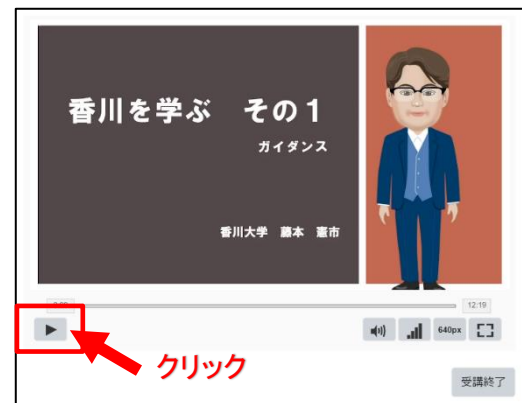 香川を学ぶ その1
ガイダンス
香川大学 藤本 憲市
12:19
640px
クリック
受講終了